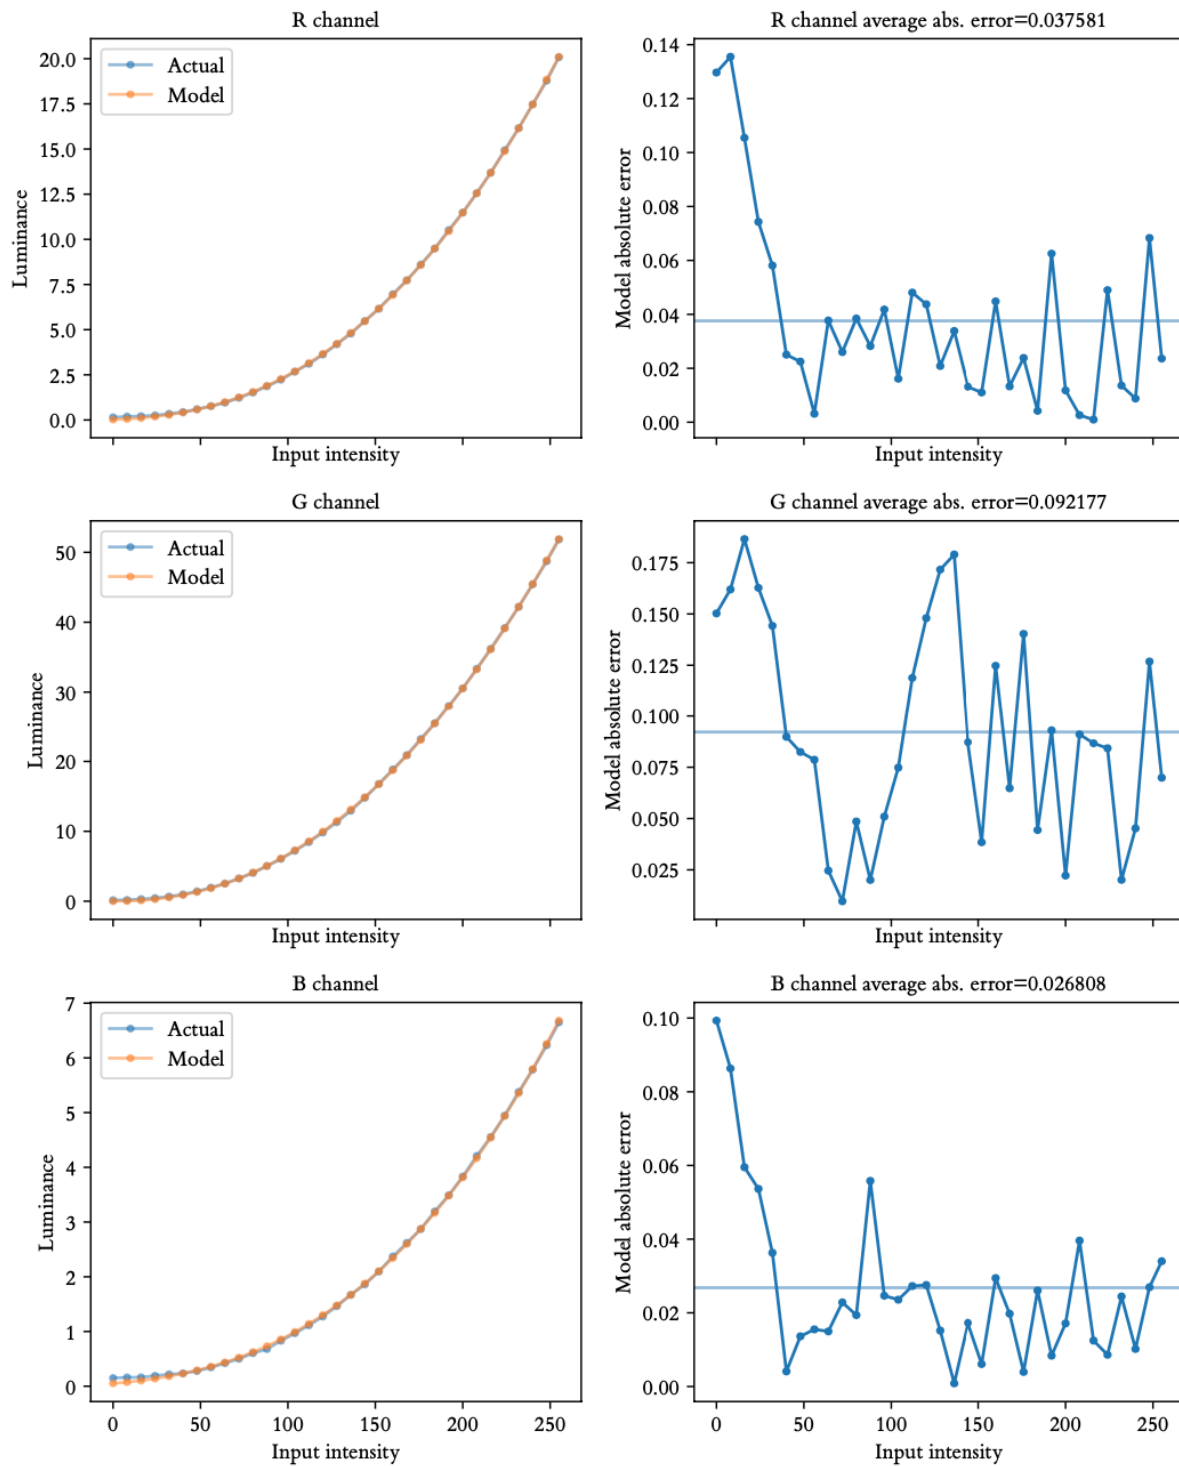 R channel
20.0
17.5
15.0
12.5
10.0
7.5
5.0
2.5
0.0
Luminance
Actual
Model
Input intensity
R channel average abs. error=0.037581
0.14
0.12
0.10
0.08
0.06
0.04
0.02
0.00
Model absolute error
Input intensity
G channel
50
40
30
20
10
0
Luminance
Actual
Model
Input intensity
G channel average abs. error=0.092177
0.175
0.150
0.125
0.100
0.075
0.050
0.025
Model absolute error
Input intensity
B channel
7
6
5
4
3
2
1
0
Luminance
Actual
Model
0 50 100 150 200 250
Input intensity
B channel average abs. error=0.026808
0.10
0.08
0.06
0.04
0.02
0.00
Model absolute error
0 50 100 150 200 250
Input intensity